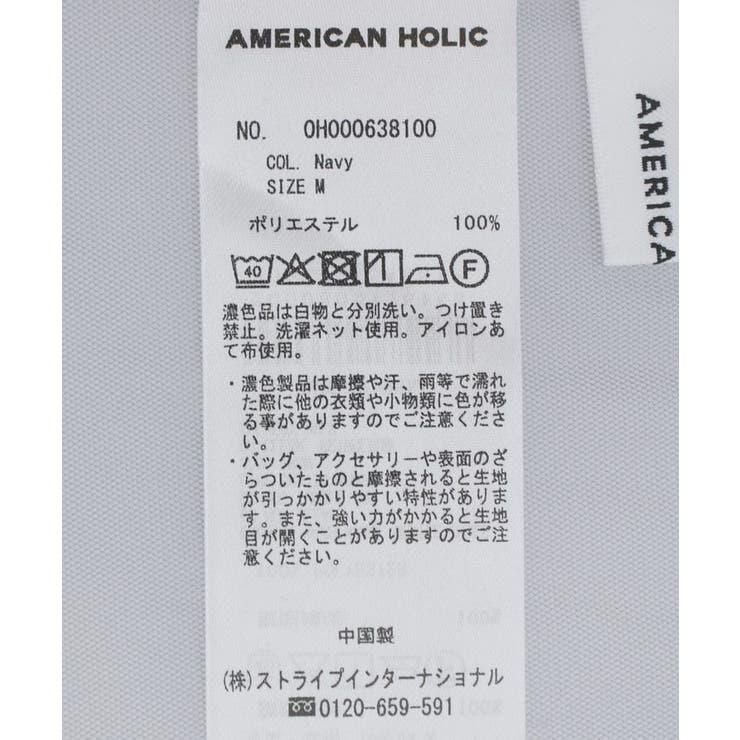 AMERICAN HOLIC
NO. OH000638100
COL. Navy
SIZE M
ポリエステル 100%
40 F
濃色品は白物と分別洗い。つけ置き
禁止。洗濯ネット使用。アイロンあ
て布使用。
・濃色製品は摩擦や汗、雨等で濡れ
た際に他の衣類や小物類に色が移
る事がありますのでご注意くださ
い。
・バッグ、アクセサリーや表面のざ
らついたものと摩擦されると生地
が引っかかりやすい特性がありま
す。また、強い力がかかると生地
目が開くことがありますのでご注
意ください。
中国製
(株)ストライプインターナショナル
0120-659-591
AMERICA